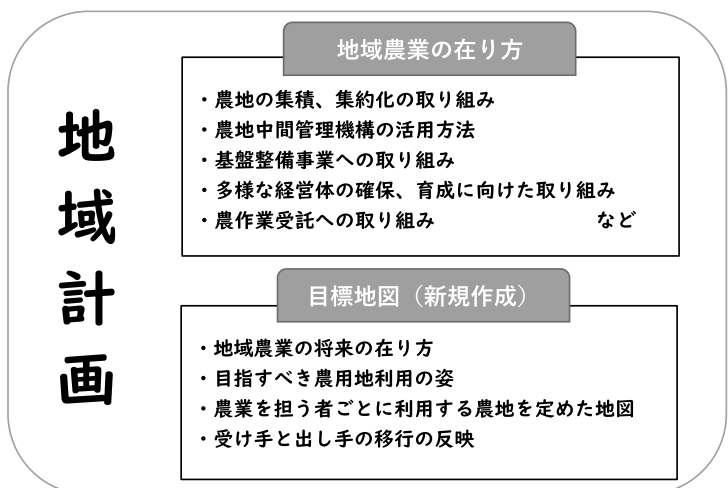 地域計画
地域農業の在り方
・農地の集積、集約化の取り組み
・農地中間管理機構の活用方法
・基盤整備事業への取り組み
・多様な経営体の確保、育成に向けた取り組み
・農作業受託への取り組み など
目標地図（新規作成）
・地域農業の将来の在り方
・目指すべき農用地利用の姿
・農業を担う者ごとに利用する農地を定めた地図
・受け手と出し手の移行の反映